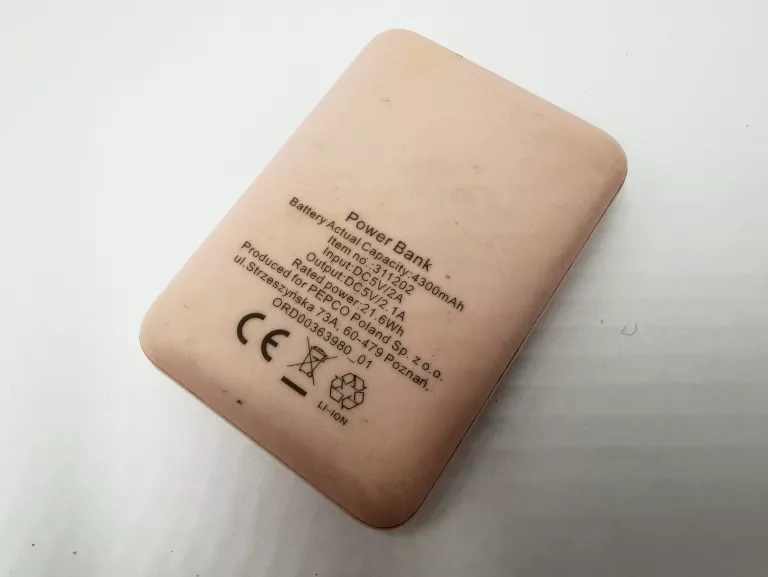 Power Bank
Battery Actual Capacity:4300mAh
Item no.:311202
Input:DC5V/2A
Output:DC5V/2.1A
Rated power:21.6Wh
Produced for PEPCO Poland Sp. z o.o.
ul.Strzeszyńska 73A, 60-479 Poznań.
ORD00363980_01
CE
LI-ION